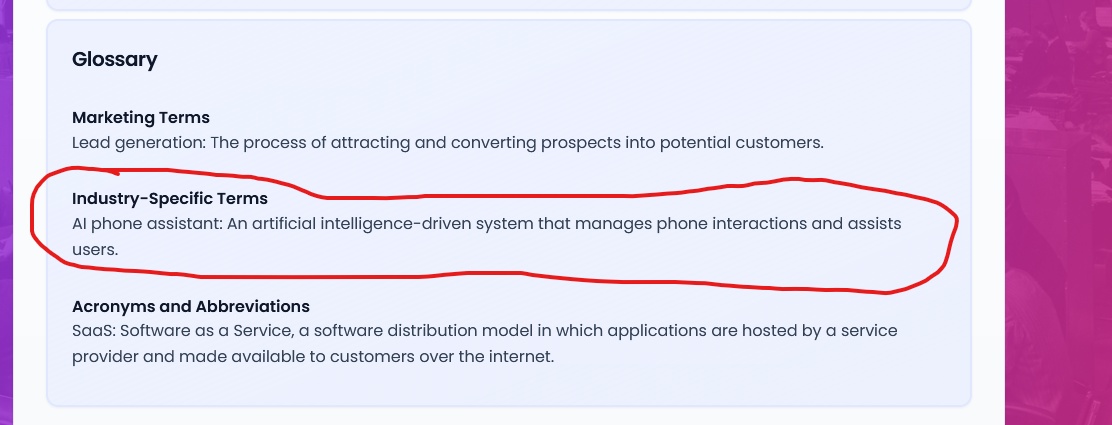 Glossary
Marketing Terms
Lead generation: The process of attracting and converting prospects into potential customers.
Industry-Specific Terms
AI phone assistant: An artificial intelligence-driven system that manages phone interactions and assists
users.
Acronyms and Abbreviations
SaaS: Software as a Service, a software distribution model in which applications are hosted by a service
provider and made available to customers over the internet.